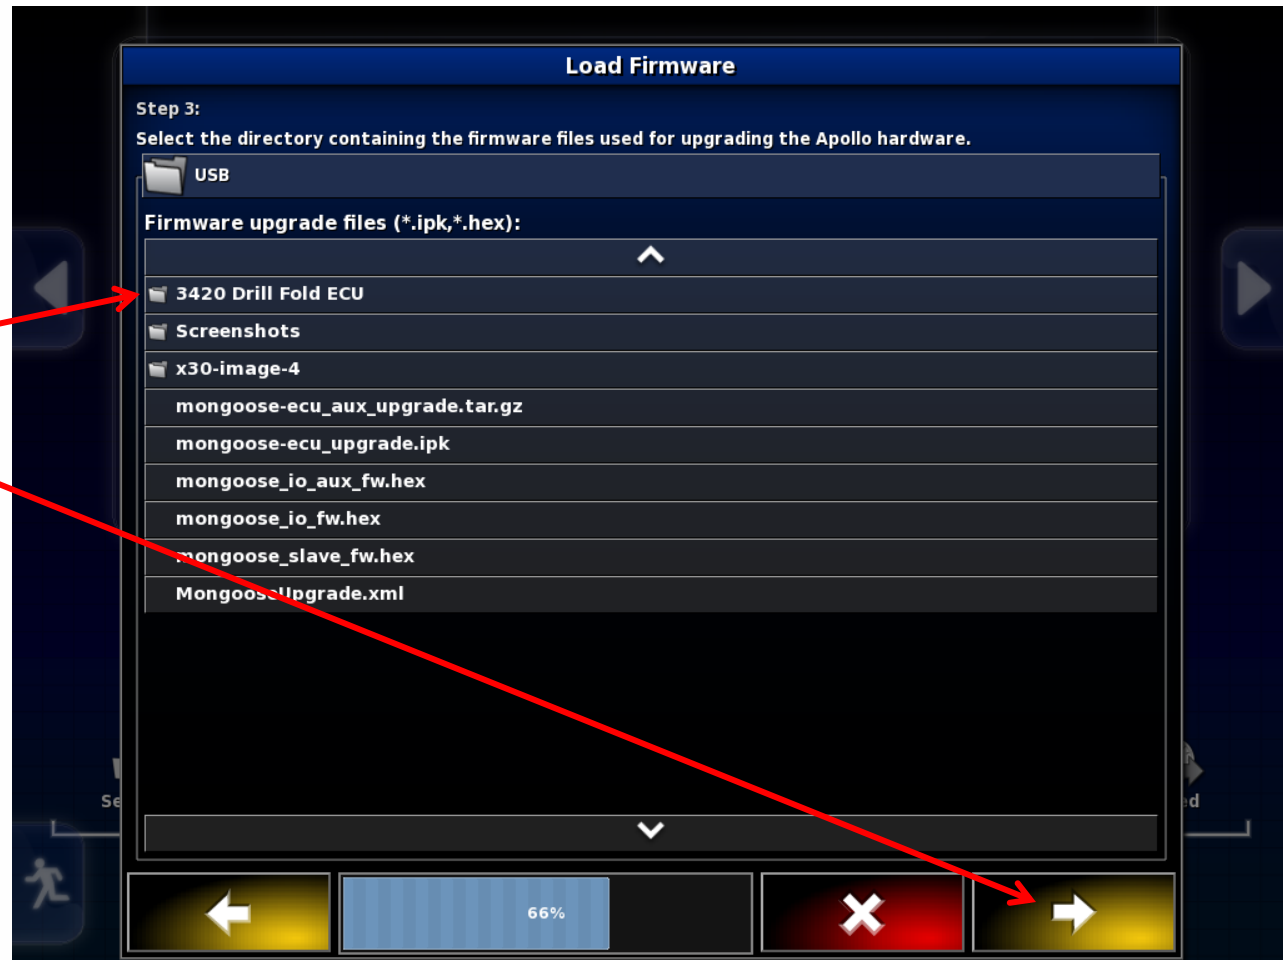 Load Firmware
Step 3:
Select the directory containing the firmware files used for upgrading the Apollo hardware.
USB
Firmware upgrade files (*.ipk,*.hex):
3420 Drill Fold ECU
Screenshots
x30-image-4
mongoose-ecu_aux_upgrade.tar.gz
mongoose-ecu_upgrade.ipk
mongoose_io_aux_fw.hex
mongoose_io_fw.hex
mongoose_slave_fw.hex
MongooseUpgrade.xml
66%